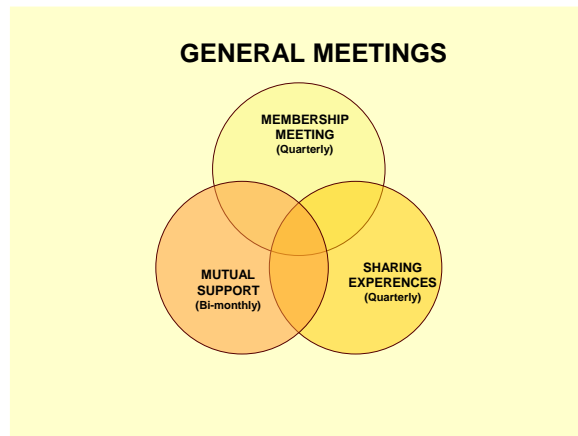 GENERAL MEETINGS
MEMBERSHIP
MEETING
(Quarterly)
MUTUAL
SUPPORT
(Bi-monthly)
SHARING
EXPERENCES
(Quarterly)